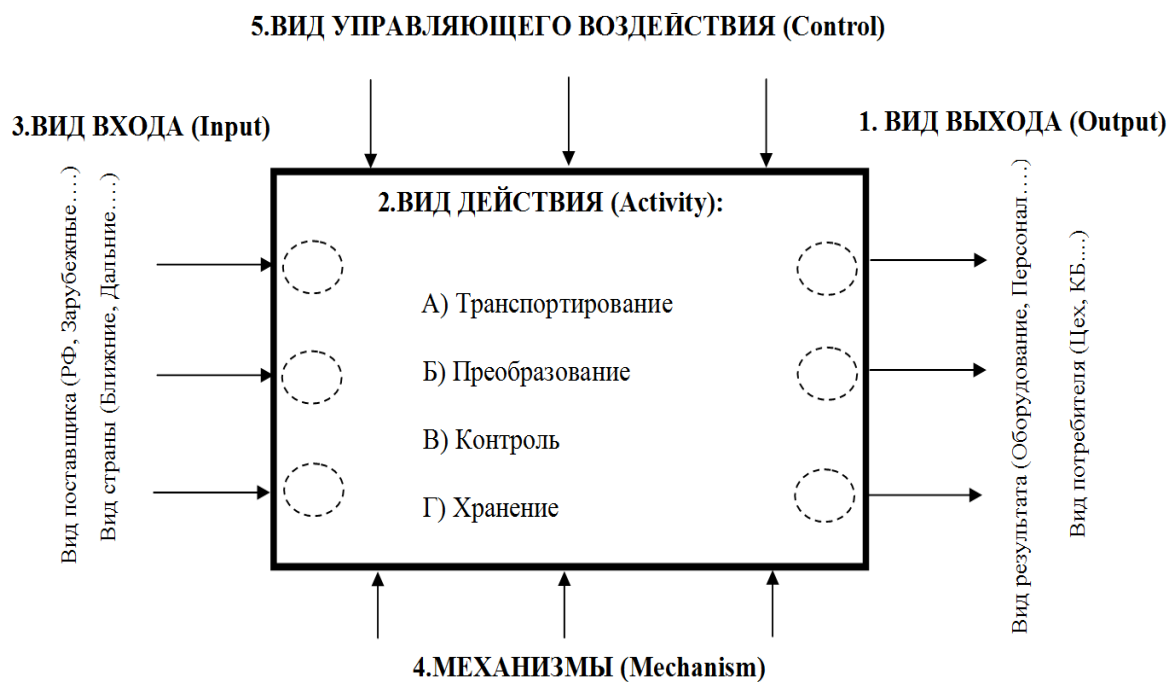 5.ВИД УПРАВЛЯЮЩЕГО ВОЗДЕЙСТВИЯ (Control)
3.ВИД ВХОДА (Input)
1. ВИД ВЫХОДА (Output)
Вид поставщика (РФ, Зарубежные….)
Вид страны (Ближние, Дальние…)
2.ВИД ДЕЙСТВИЯ (Activity):
А) Транспортирование
Б) Преобразование
В) Контроль
Г) Хранение
Вид результата (Оборудование, Персонал….)
Вид потребителя (Цех, КБ….)
4.МЕХАНИЗМЫ (Mechanism)